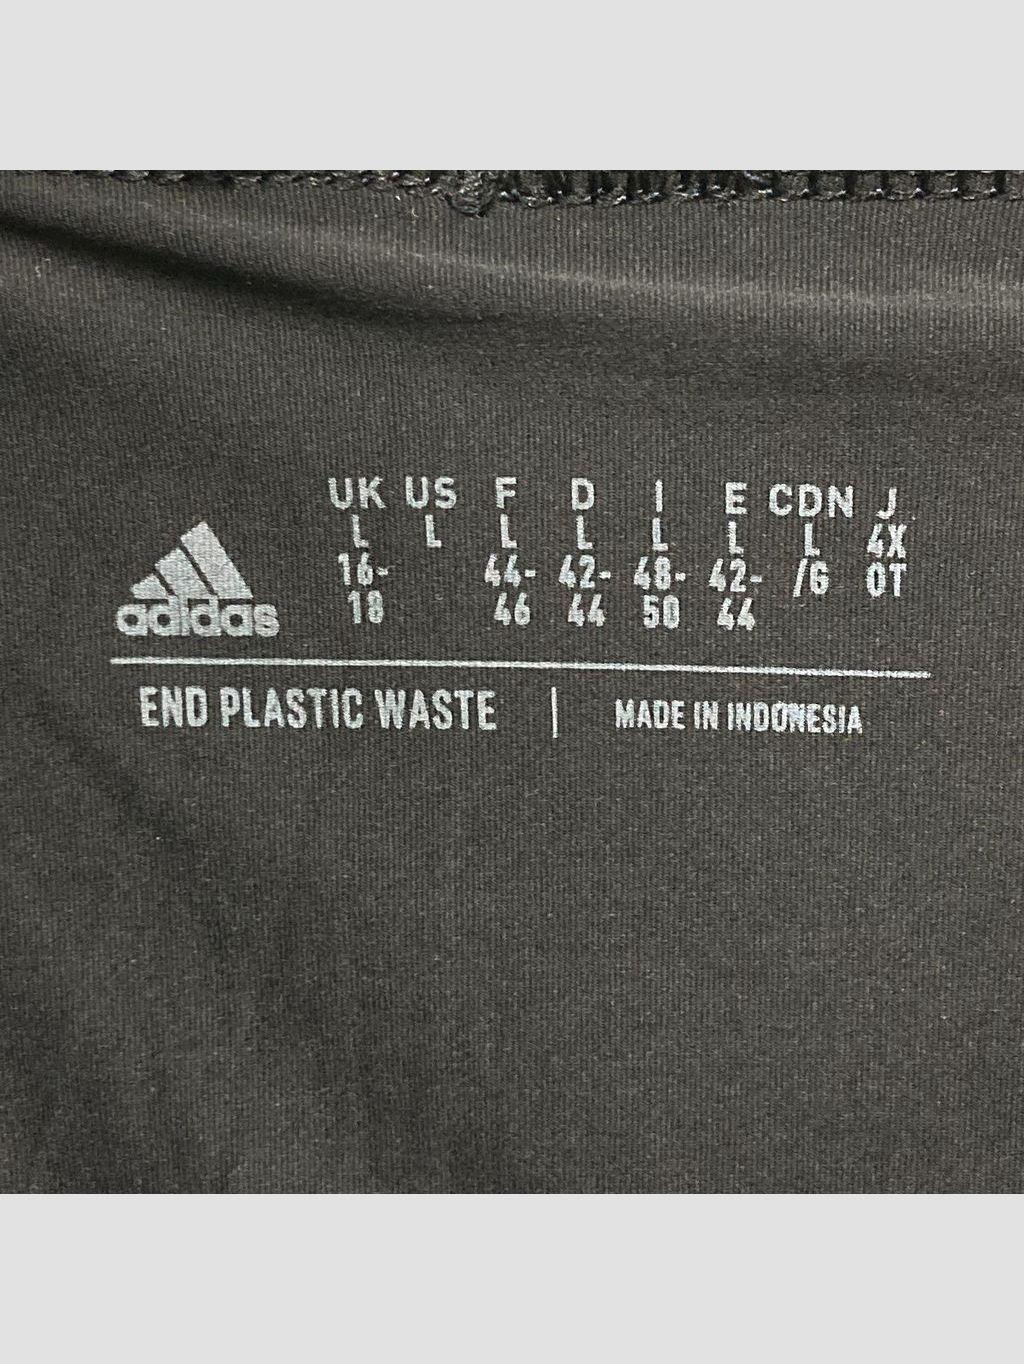 UK US F D I E CDN J
L L L L L L L 4X
16- 44- 42- 48- 42- /G OT
18 46 44 50 44
adidas
END PLASTIC WASTE | MADE IN INDONESIA